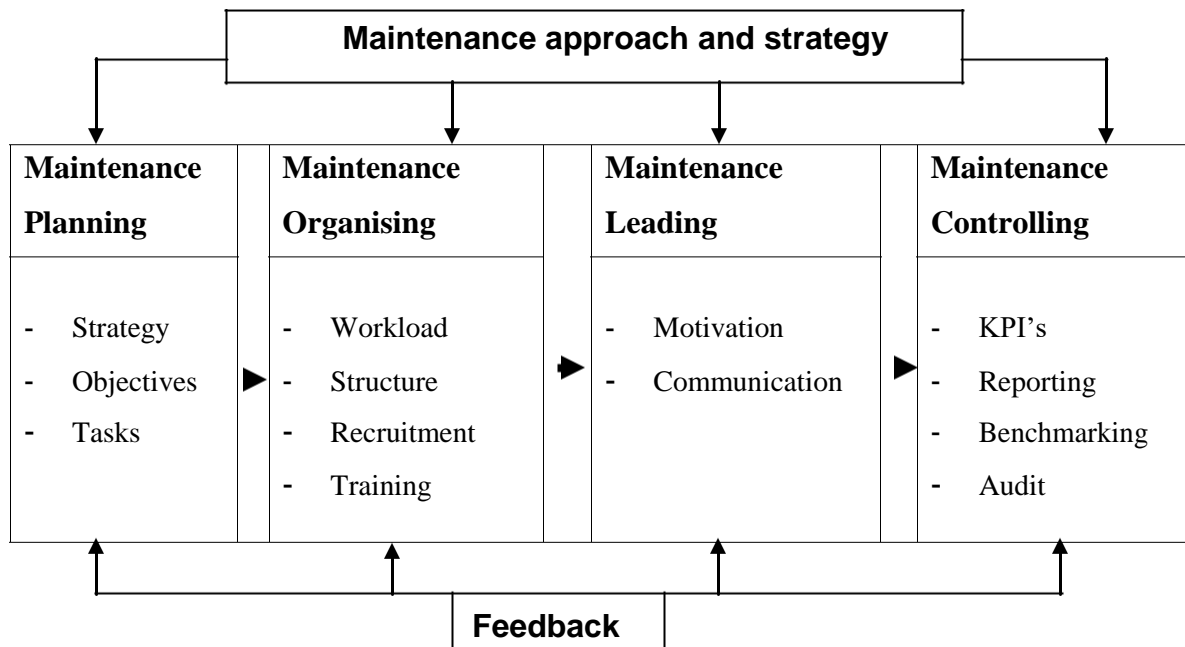 Maintenance approach and strategy
Maintenance
Planning
- Strategy
- Objectives
- Tasks
Maintenance
Organising
- Workload
- Structure
- Recruitment
- Training
Maintenance
Leading
- Motivation
- Communication
Maintenance
Controlling
- KPI’s
- Reporting
- Benchmarking
- Audit
Feedback